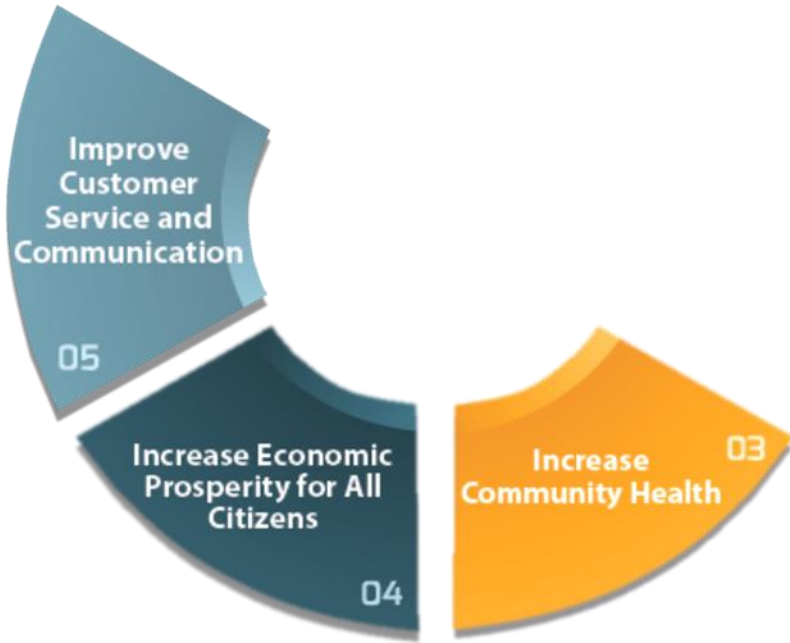 Improve
Customer
Service and
Communication
05
Increase Economic
Prosperity for All
Citizens
04
03
Increase
Community Health